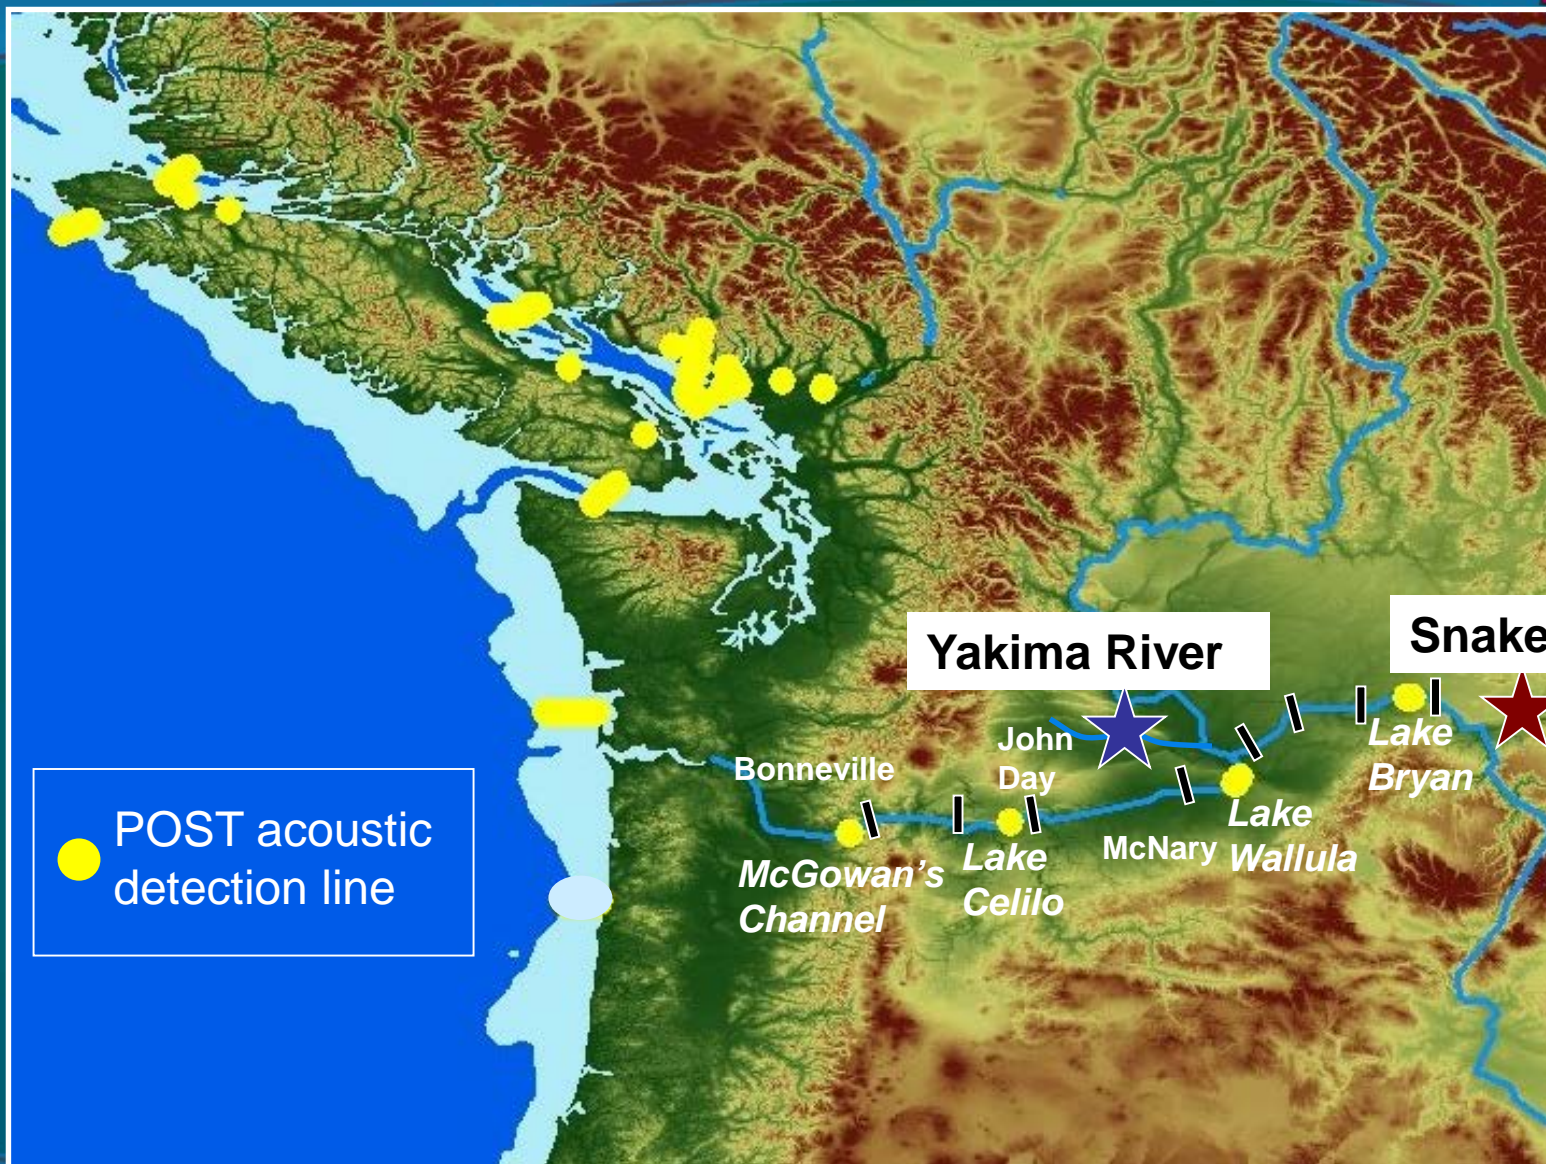 Yakima River
Snake
John
Day
Bonneville
Lake
Bryan
McNary
Lake
Wallula
McGowan's
Channel
Lake
Celilo
POST acoustic
detection line